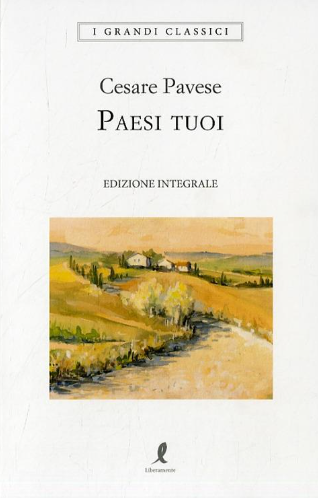 I GRANDI CLASSICI
Cesare Pavese
PAESI TUOI
EDIZIONE INTEGRALE
Liberamente